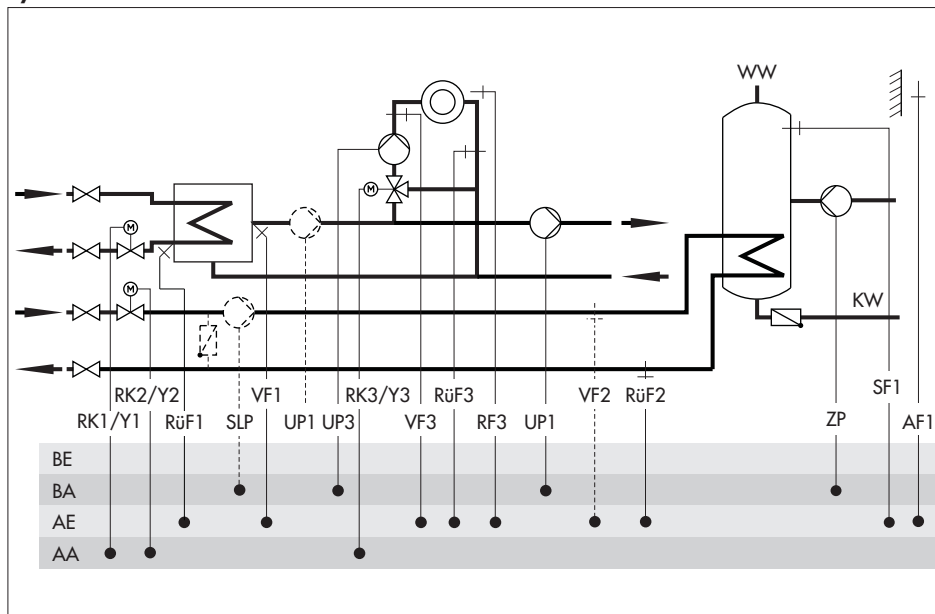 WW
M
M
M
KW
RK2/Y2 VF1 RK3/Y3 RüF3 VF2 RüF2 SF1
RK1/Y1 RüF1 SLP UP1 UP3 VF3 RF3 UP1 ZP AF1
BE
BA
AE
AA